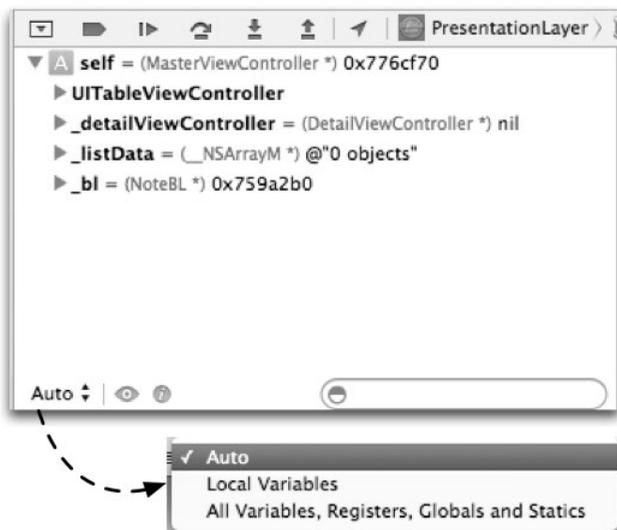 PresentationLayer
A self = (MasterViewController *) 0x776cf70
UITableViewController
_detailViewController = (DetailViewController *) nil
_listData = (__NSArrayM *) @"0 objects"
_bl = (NoteBL *) 0x759a2b0
Auto
✓ Auto
Local Variables
All Variables, Registers, Globals and Statics